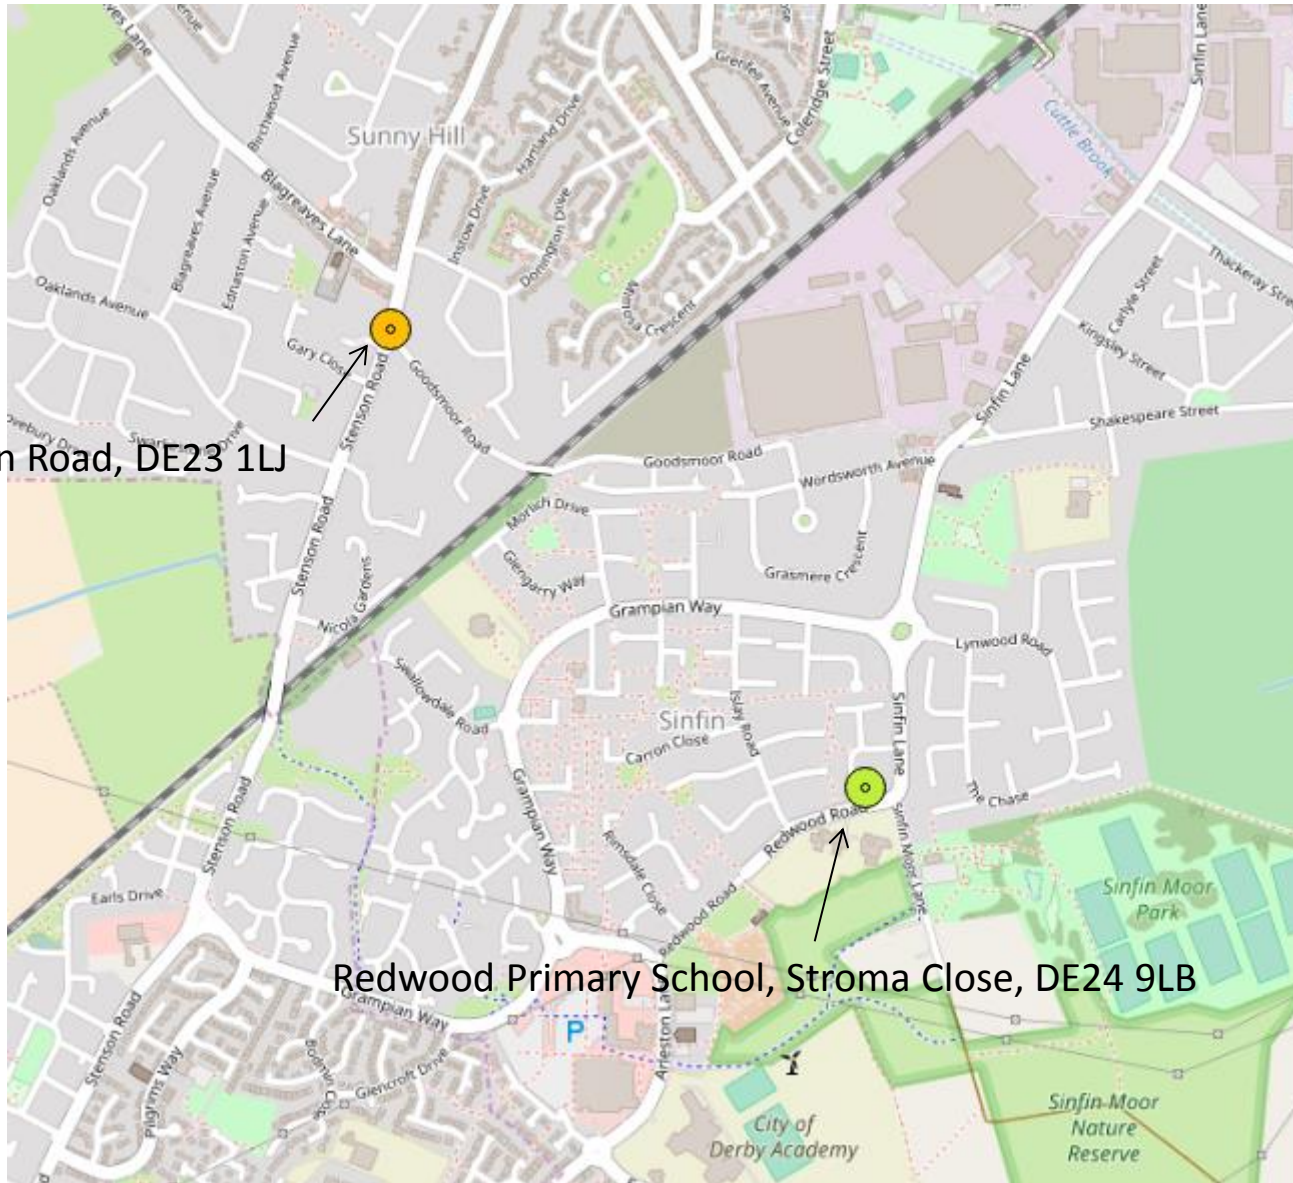 Sinfin Lane
Grenfell Avenue
Coleridge Street
Birchwood Avenue
Sunny Hill
Hartland Drive
Cuttle Brook
Oaklands Avenue
Blagreaves Lane
Blagreaves Avenue
Ednaston Avenue
Instow Drive
Donington Drive
Thackeray Stre
Carlyle Street
Oaklands Avenue
Mimosa Crescent
Kingsley Street
Gary Close
Goodsmoor Road
Stenson Road
Sinfin Lane
Shakespeare Street
n Road, DE23 1LJ
Goodsmoor Road
Wordsworth Avenue
Morlich Drive
Stenson Road
Glengarry Way
Grasmere Crescent
Nicola Gardens
Grampian Way
Lynwood Road
Swallowdale Road
Sinfin
Islay Road
Sinfin Lane
Carron Close
The Chase
Grampian Way
Stenson Road
Redwood Road
Rimsdale Close
Sinfin Moor Lane
Earls Drive
Sinfin Moor
Park
Redwood Road
Redwood Primary School, Stroma Close, DE24 9LB
Grampian Way
Arleston Lane
P
Stenson Road
Pilgrims Way
Bodmin Close
Glencroft Drive
City of
Derby Academy
Sinfin Moor
Nature
Reserve